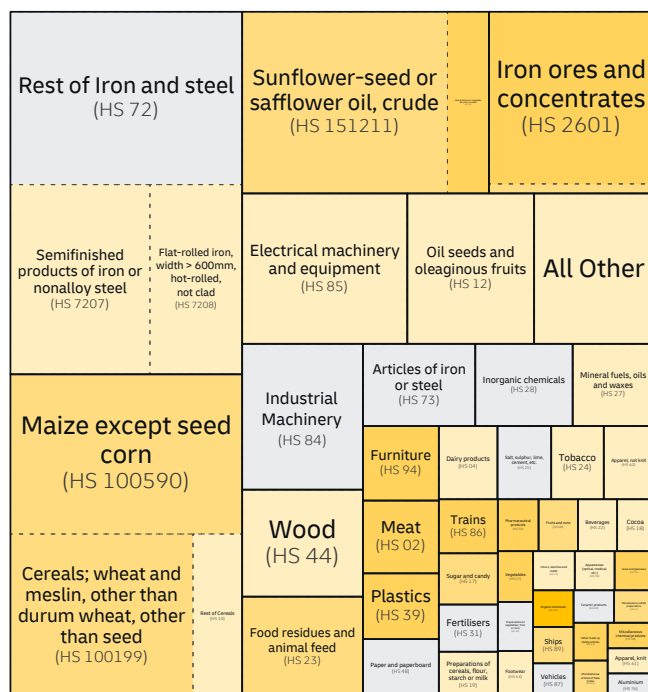 Rest of Iron and steel
(HS 72)
Sunflower-seed or
safflower oil, crude
(HS 151211)
Iron ores and
concentrates
(HS 2601)
Semifinished
products of iron or
nonalloy steel
(HS 7207)
Flat-rolled iron,
width > 600mm,
hot-rolled,
not clad
(HS 7208)
Electrical machinery
and equipment
(HS 85)
Oil seeds and
oleaginous fruits
(HS 12)
All Other
Maize except seed
corn
(HS 100590)
Industrial
Machinery
(HS 84)
Articles of iron
or steel
(HS 73)
Inorganic chemicals
(HS 28)
Mineral fuels, oils
and waxes
(HS 27)
Furniture
(HS 94)
Dairy products
(HS 04)
Salt, sulphur, lime,
cement, etc.
(HS 25)
Tobacco
(HS 24)
Apparel, not knit
(HS 62)
Wood
(HS 44)
Meat
(HS 02)
Trains
(HS 86)
Pharmaceutical
products
Fruits and nuts
Beverages
(HS 22)
Cocoa
(HS 18)
Cereals; wheat and
meslin, other than
durum wheat, other
than seed
(HS 100199)
Rest of Cereals
(HS 10)
Plastics
(HS 39)
Sugar and candy
(HS 17)
Vegetables
Food residues and
animal feed
(HS 23)
Fertilisers
(HS 31)
Organic chemicals
Ceramic products
Ships
(HS 89)
Miscellaneous
chemical products
Paper and paperboard
(HS 48)
Preparations of
cereals, flour,
starch or milk
(HS 19)
Footwear
(HS 64)
Vehicles
(HS 87)
Apparel, knit
(HS 61)
Aluminium
(HS 76)